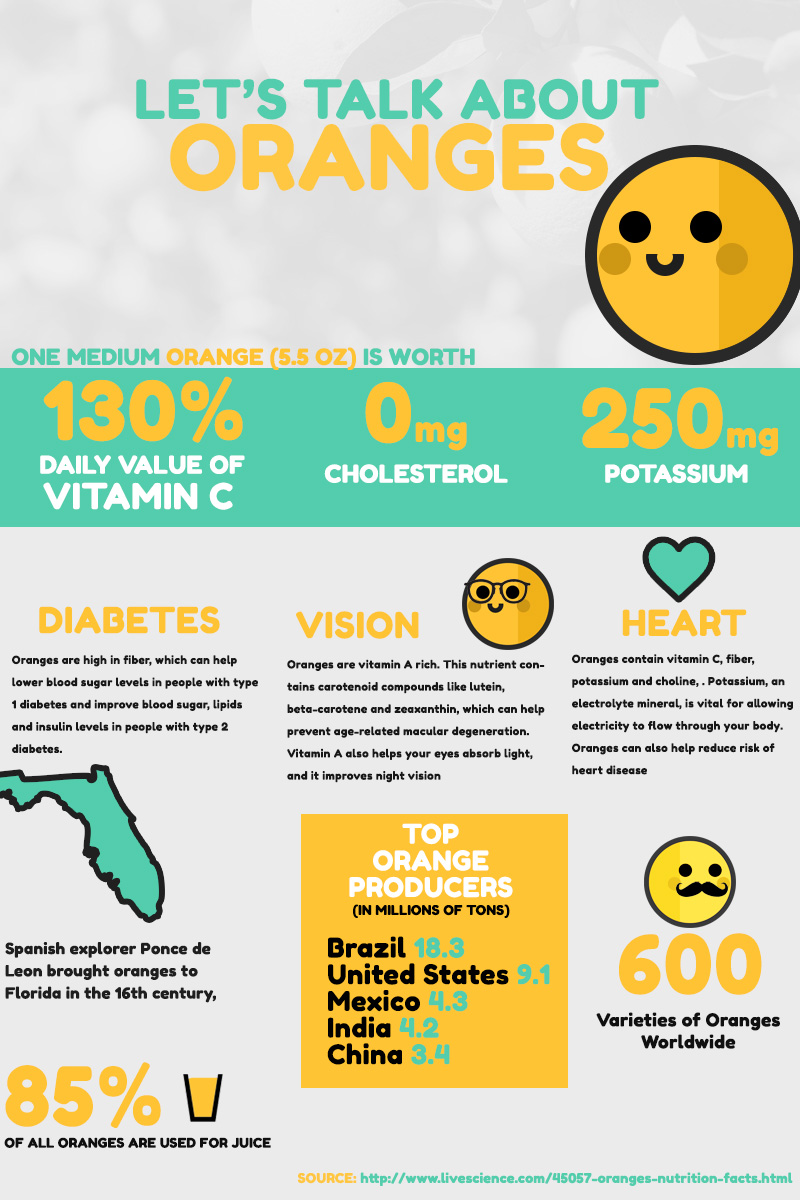 LET'S TALK ABOUT
ORANGES
ONE MEDIUM ORANGE (5.5 OZ) IS WORTH
130%
DAILY VALUE OF
VITAMIN C
0mg
CHOLESTEROL
250mg
POTASSIUM
DIABETES
Oranges are high in fiber, which can help
lower blood sugar levels in people with type
1 diabetes and improve blood sugar, lipids
and insulin levels in people with type 2
diabetes.
VISION
Oranges are vitamin A rich. This nutrient con-
tains carotenoid compounds like lutein,
beta-carotene and zeaxanthin, which can help
prevent age-related macular degeneration.
Vitamin A also helps your eyes absorb light,
and it improves night vision
HEART
Oranges contain vitamin C, fiber,
potassium and choline, . Potassium, an
electrolyte mineral, is vital for allowing
electricity to flow through your body.
Oranges can also help reduce risk of
heart disease
Spanish explorer Ponce de
Leon brought oranges to
Florida in the 16th century,
85%
OF ALL ORANGES ARE USED FOR JUICE
TOP
ORANGE
PRODUCERS
(IN MILLIONS OF TONS)
Brazil 18.3
United States 9.1
Mexico 4.3
India 4.2
China 3.4
600
Varieties of Oranges
Worldwide
SOURCE: http://www.livescience.com/45057-oranges-nutrition-facts.html